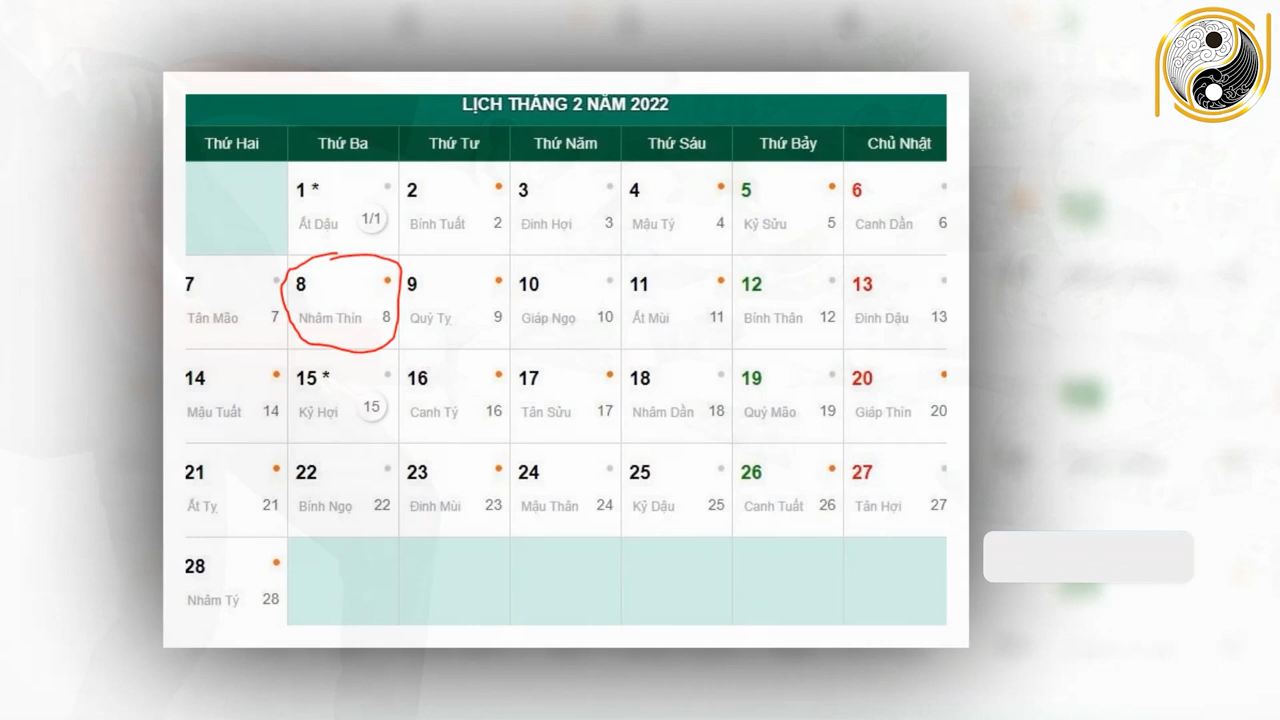 LỊCH THÁNG 2 NĂM 2022
Thứ Hai Thứ Ba Thứ Tư Thứ Năm Thứ Sáu Thứ Bảy Chủ Nhật
1 * 2 3 4 5 6
Ất Dậu 1/1 Bính Tuất 2 Đinh Hợi 3 Mậu Tý 4 Kỷ Sửu 5 Canh Dần 6
7 8 9 10 11 12 13
Tân Mão 7 Nhâm Thìn 8 Quý Tỵ 9 Giáp Ngọ 10 Ất Mùi 11 Bính Thân 12 Đinh Dậu 13
14 15 * 16 17 18 19 20
Mậu Tuất 14 Kỷ Hợi 15 Canh Tý 16 Tân Sửu 17 Nhâm Dần 18 Quý Mão 19 Giáp Thìn 20
21 22 23 24 25 26 27
Ất Tỵ 21 Bính Ngọ 22 Đinh Mùi 23 Mậu Thân 24 Kỷ Dậu 25 Canh Tuất 26 Tân Hợi 27
28
Nhâm Tý 28